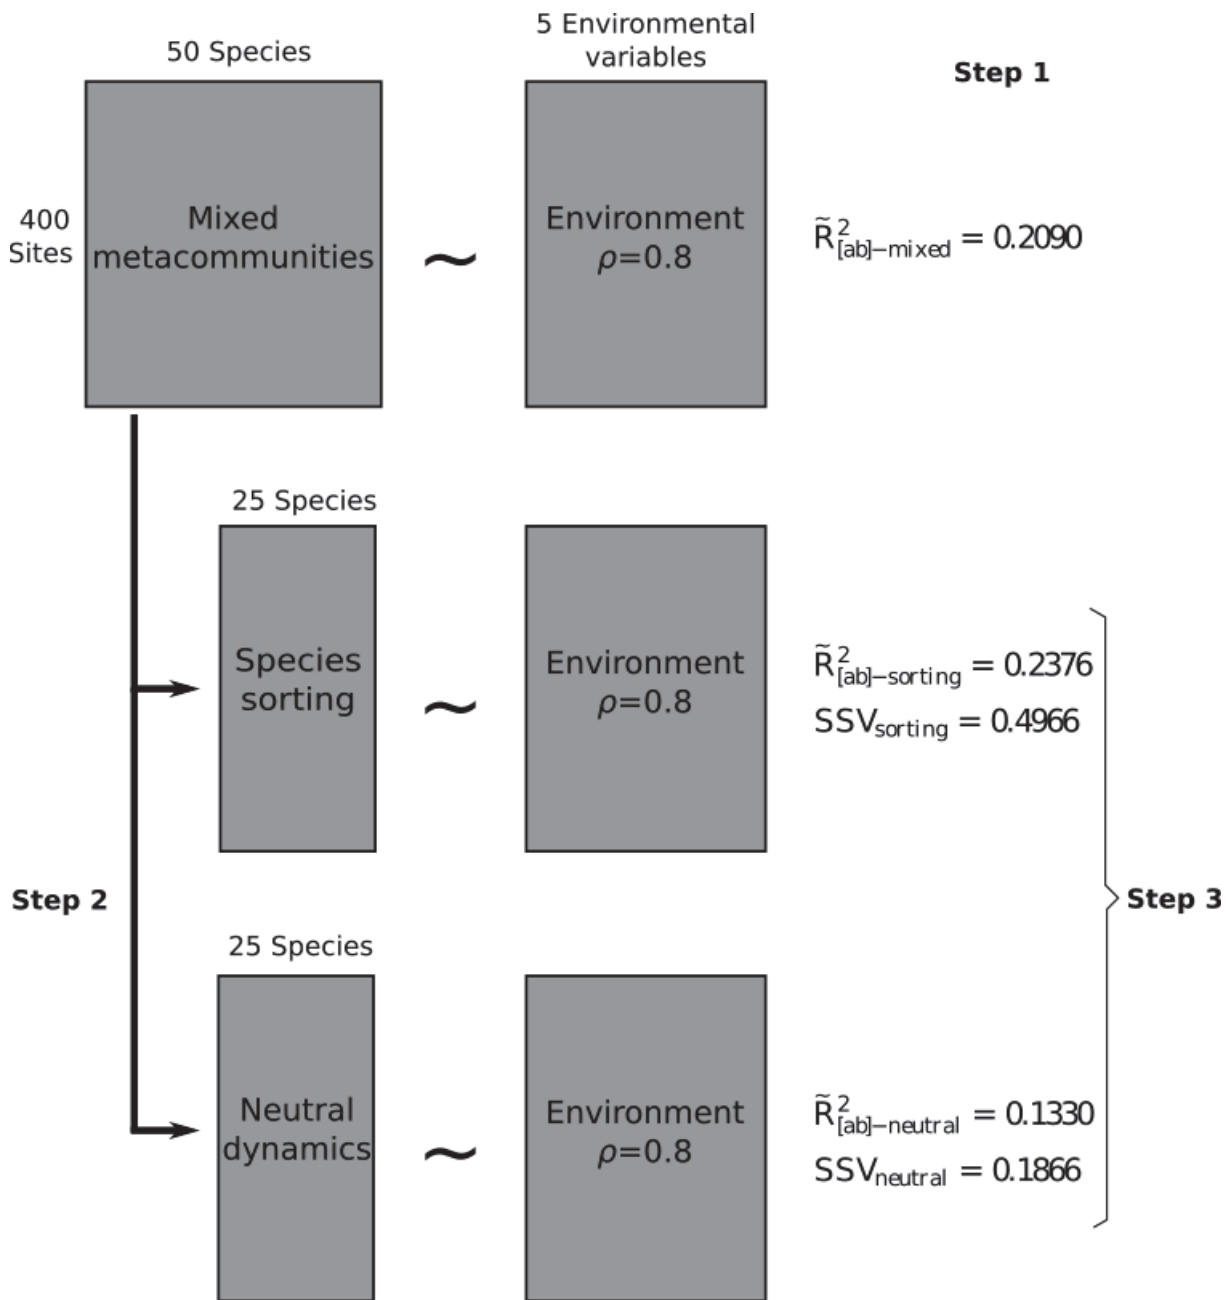 50 Species
5 Environmental
variables
Step 1
400
Sites
Mixed
metacommunities
~
Environment
ρ=0.8
R̃²[ab]−mixed = 0.2090
25 Species
Species
sorting
~
Environment
ρ=0.8
R̃²[ab]−sorting = 0.2376
SSVsorting = 0.4966
Step 2
Step 3
25 Species
Neutral
dynamics
~
Environment
ρ=0.8
R̃²[ab]−neutral = 0.1330
SSVneutral = 0.1866